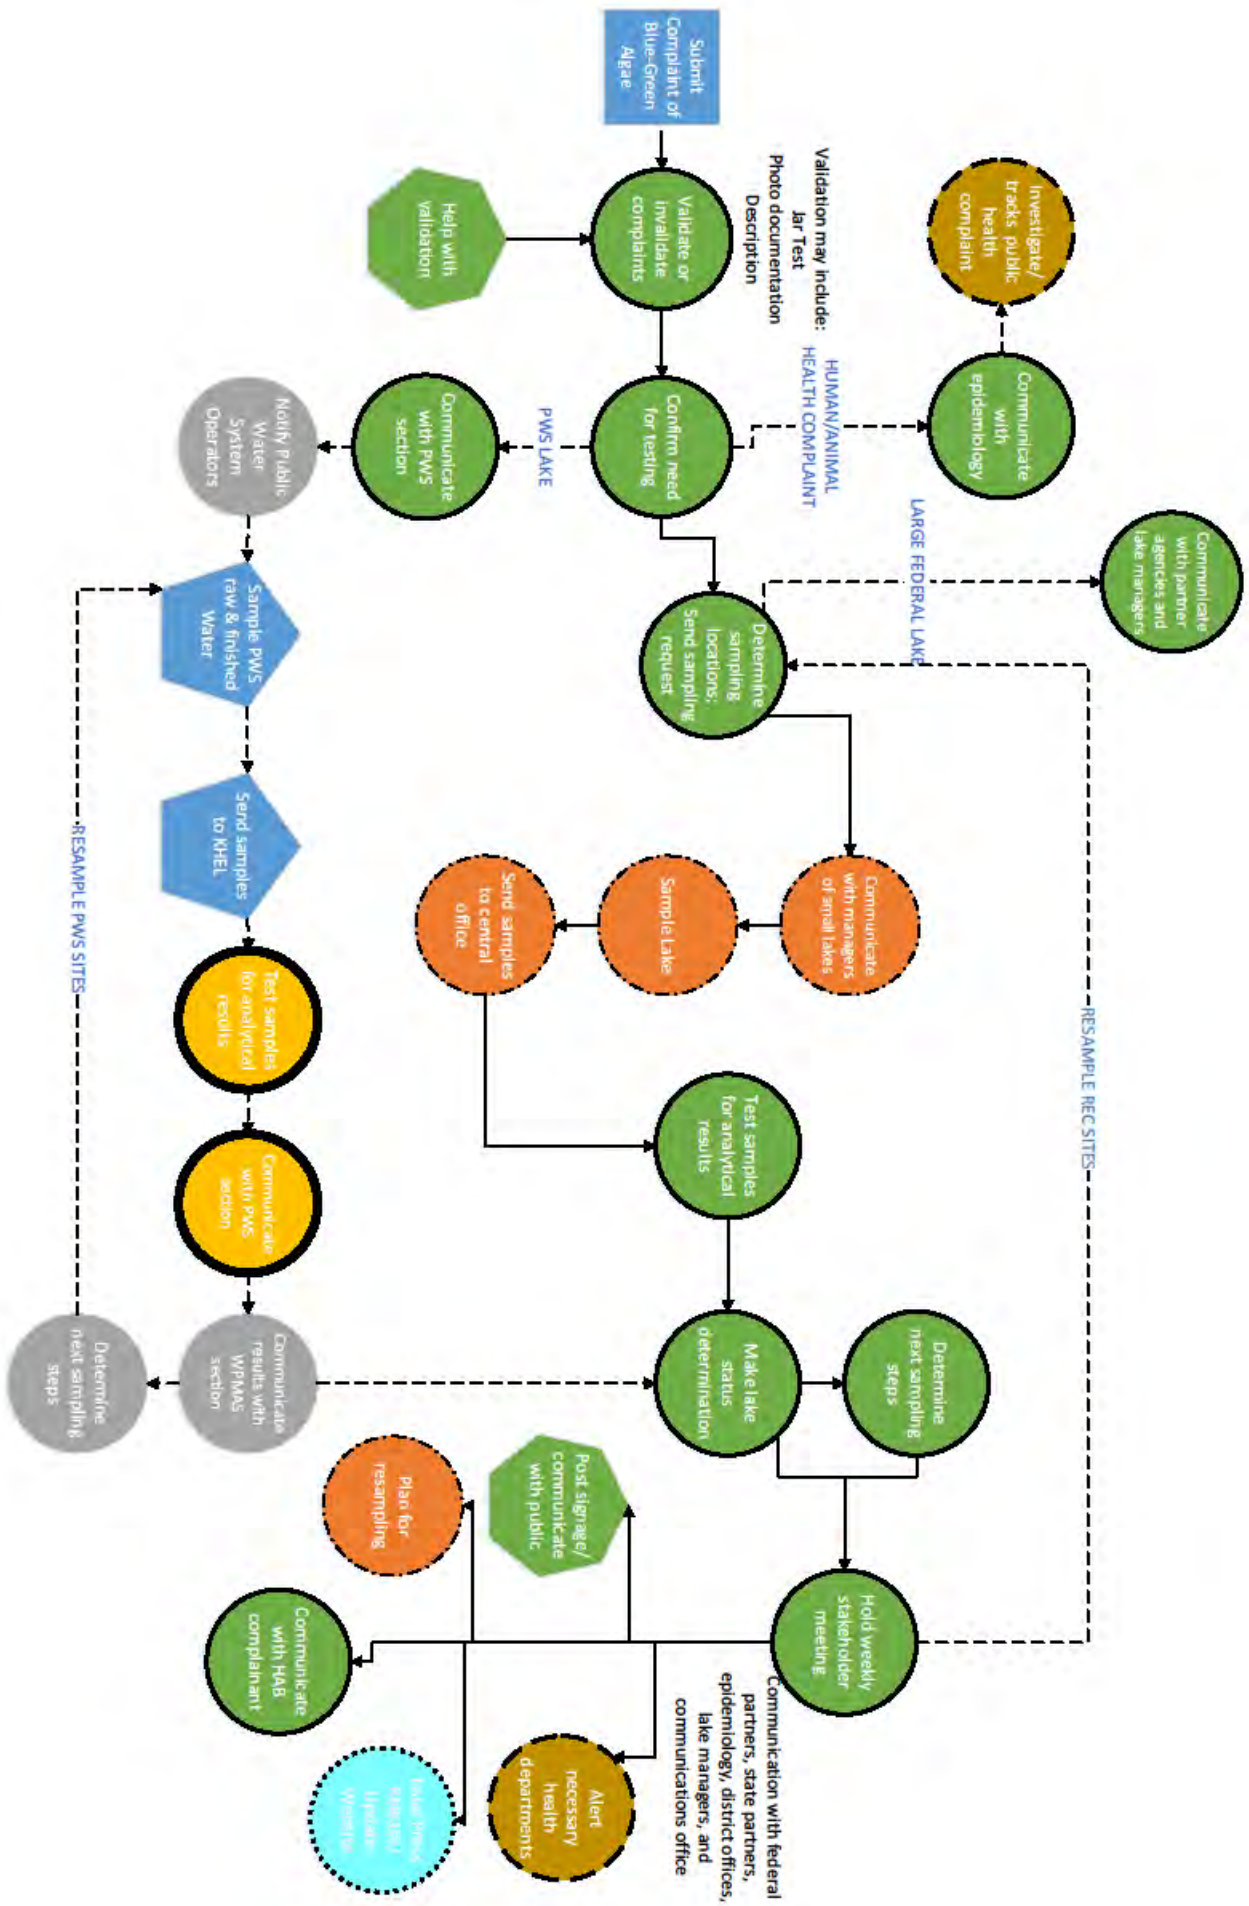 Submit
Complaint of
Blue-Green
Algae
Validate or
invalidate
complaints
Help with
validation
Validation may include:
Jar Test
Photo documentation
Description
Investigate/
tracks public
health
complaint
Communicate
with
epidemiology
HUMAN/ANIMAL
HEALTH COMPLAINT
Confirm need
for testing
PWS LAKE
Communicate
with PWS
section
Notify Public
Water
System
Operators
Communicate
with partner
agencies and
lake managers
LARGE FEDERAL LAKE
Determine
sampling
locations;
Send sampling
request
Sample PWS
raw & finished
Water
Send samples
to KHEL
RESAMPLE PWS SITES
Communicate
with managers
of small lakes
Sample Lake
Send samples
to central
office
Test samples
for analytical
results
Communicate
with PWS
section
RESAMPLE REC SITES
Test samples
for analytical
results
Make lake
status
determination
Determine
next sampling
steps
Communicate
results with
WPMAS
section
Determine
next sampling
steps
Post signage/
communicate
with public
Plan for
resampling
Hold weekly
stakeholder
meeting
Communication with federal
partners, state partners,
epidemiology, district offices,
lake managers, and
communications office
Communicate
with HAB
complainant
Alert
necessary
health
departments
Update